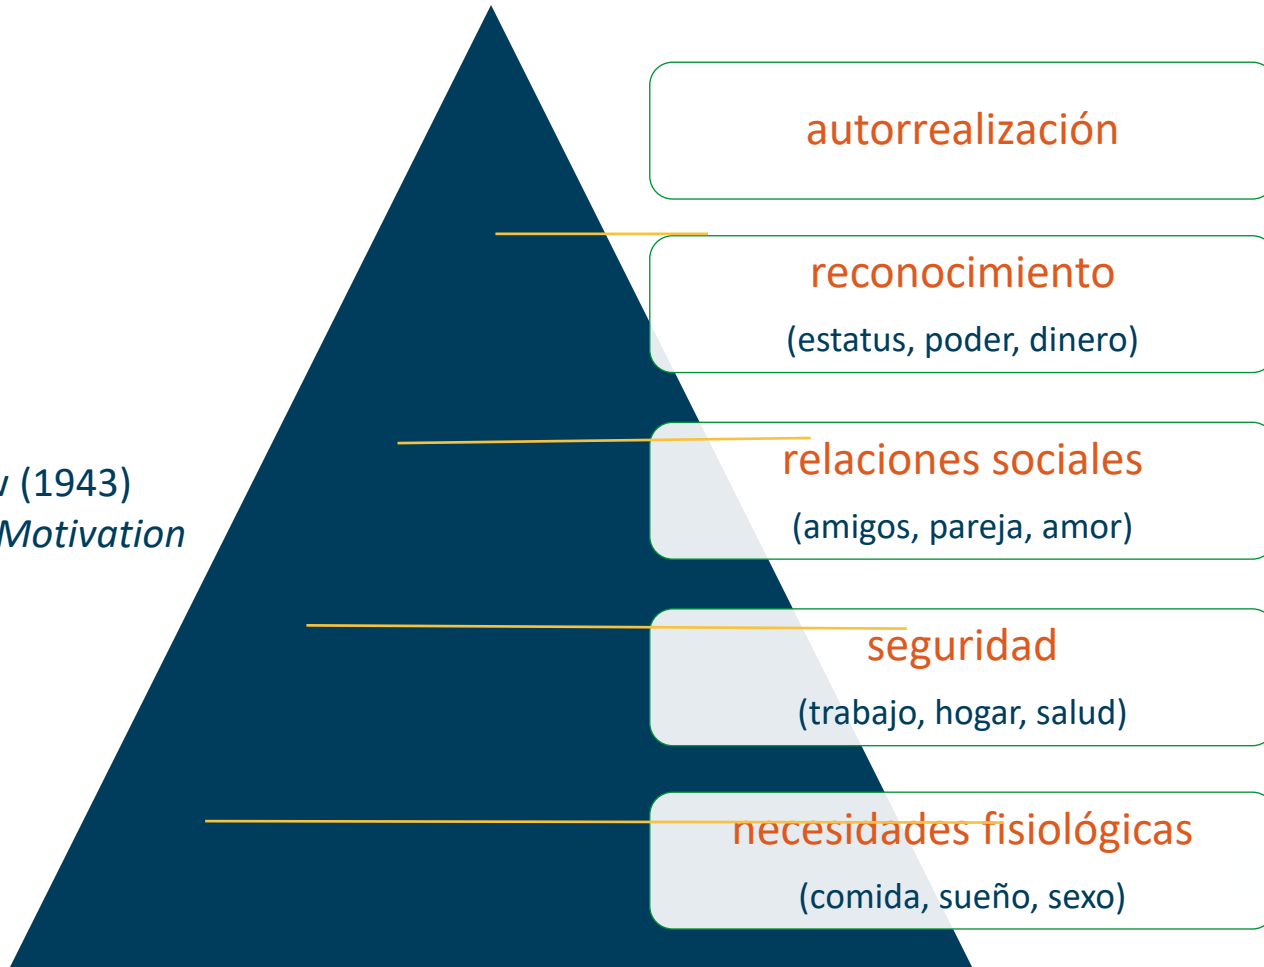 autorrealización
reconocimiento
(estatus, poder, dinero)
(1943)
Motivation
relaciones sociales
(amigos, pareja, amor)
seguridad
(trabajo, hogar, salud)
necesidades fisiológicas
(comida, sueño, sexo)